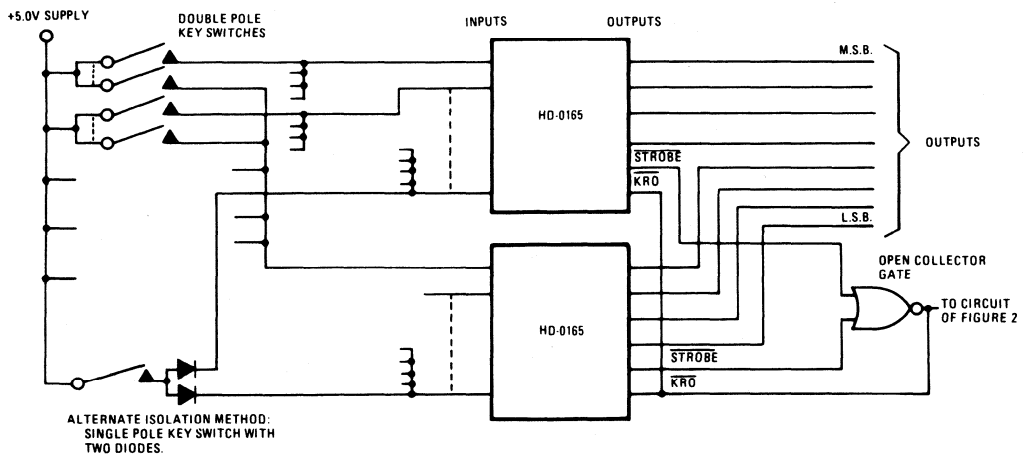 +5.0V SUPPLY
DOUBLE POLE
KEY SWITCHES
INPUTS
OUTPUTS
M.S.B.
HD-0165
OUTPUTS
STROBE
KRO
L.S.B.
OPEN COLLECTOR
GATE
TO CIRCUIT
OF FIGURE 2
HD-0165
STROBE
KRO
ALTERNATE ISOLATION METHOD:
SINGLE POLE KEY SWITCH WITH
TWO DIODES.